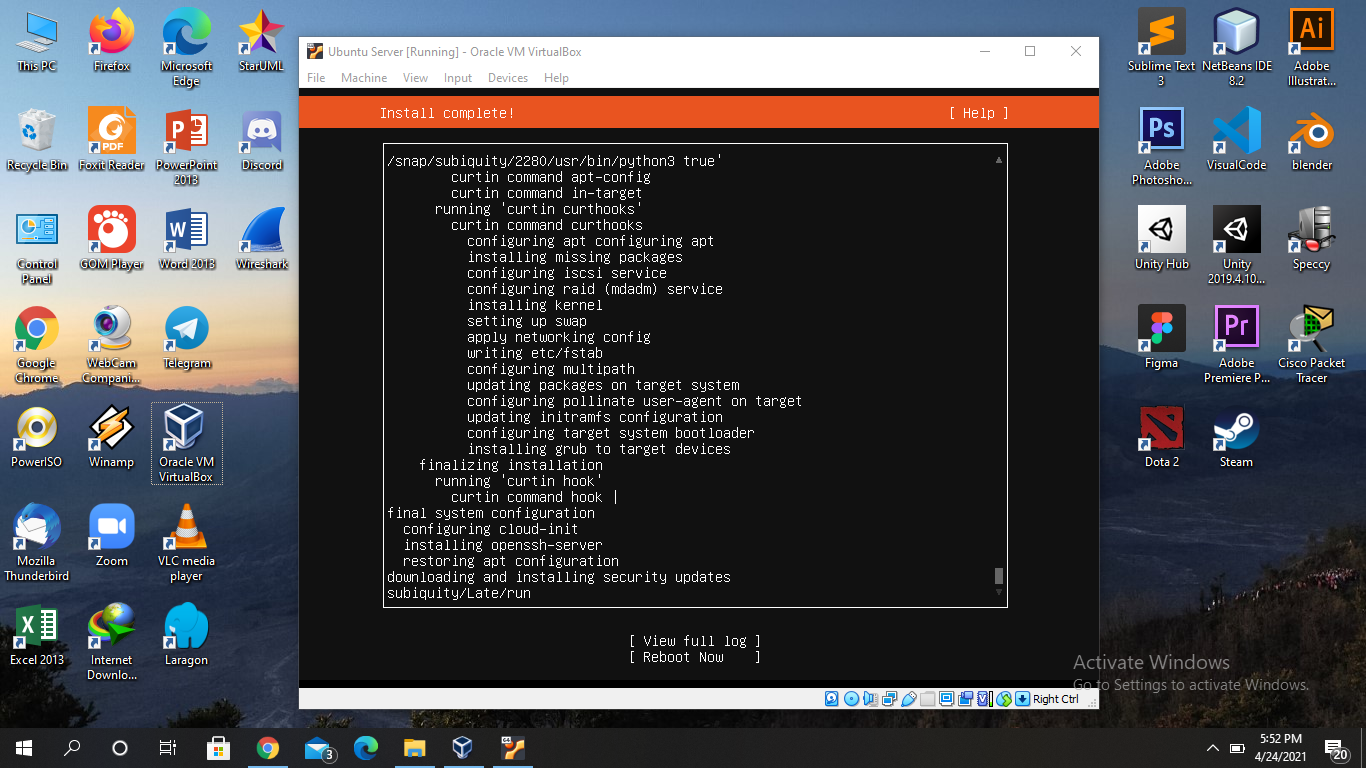 This PC
Firefox
Microsoft
Edge
StarUML
Recycle Bin
Foxit Reader
PDF
PowerPoint
2013
Discord
Control
Panel
GOM Player
Word 2013
Wireshark
Google
Chrome
WebCam
Compani...
Telegram
PowerISO
Winamp
Oracle VM
VirtualBox
Mozilla
Thunderbird
Zoom
VLC media
player
Excel 2013
Internet
Downlo...
Laragon
Ubuntu Server [Running] - Oracle VM VirtualBox
File Machine View Input Devices Help
Install complete! [ Help ]
/snap/subiquity/2280/usr/bin/python3 true'
curtin command apt-config
curtin command in-target
running 'curtin curthooks'
curtin command curthooks
configuring apt configuring apt
installing missing packages
configuring iscsi service
configuring raid (mdadm) service
installing kernel
setting up swap
apply networking config
writing etc/fstab
configuring multipath
updating packages on target system
configuring pollinate user-agent on target
updating initramfs configuration
configuring target system bootloader
installing grub to target devices
finalizing installation
running 'curtin hook'
curtin command hook |
final system configuration
configuring cloud-init
installing openssh-server
restoring apt configuration
downloading and installing security updates
subiquity/Late/run
[ View full log ]
[ Reboot Now ]
Right Ctrl
Sublime Text
3
NetBeans IDE
8.2
Ai
Adobe
Illustrat...
Ps
Adobe
Photosho...
VisualCode
blender
Unity Hub
Unity
2019.4.10...
Speccy
Figma
Pr
Adobe
Premiere P...
Cisco Packet
Tracer
Dota 2
Steam
Activate Windows
Go to Settings to activate Windows.
3
64
5:52 PM
4/24/2021
20